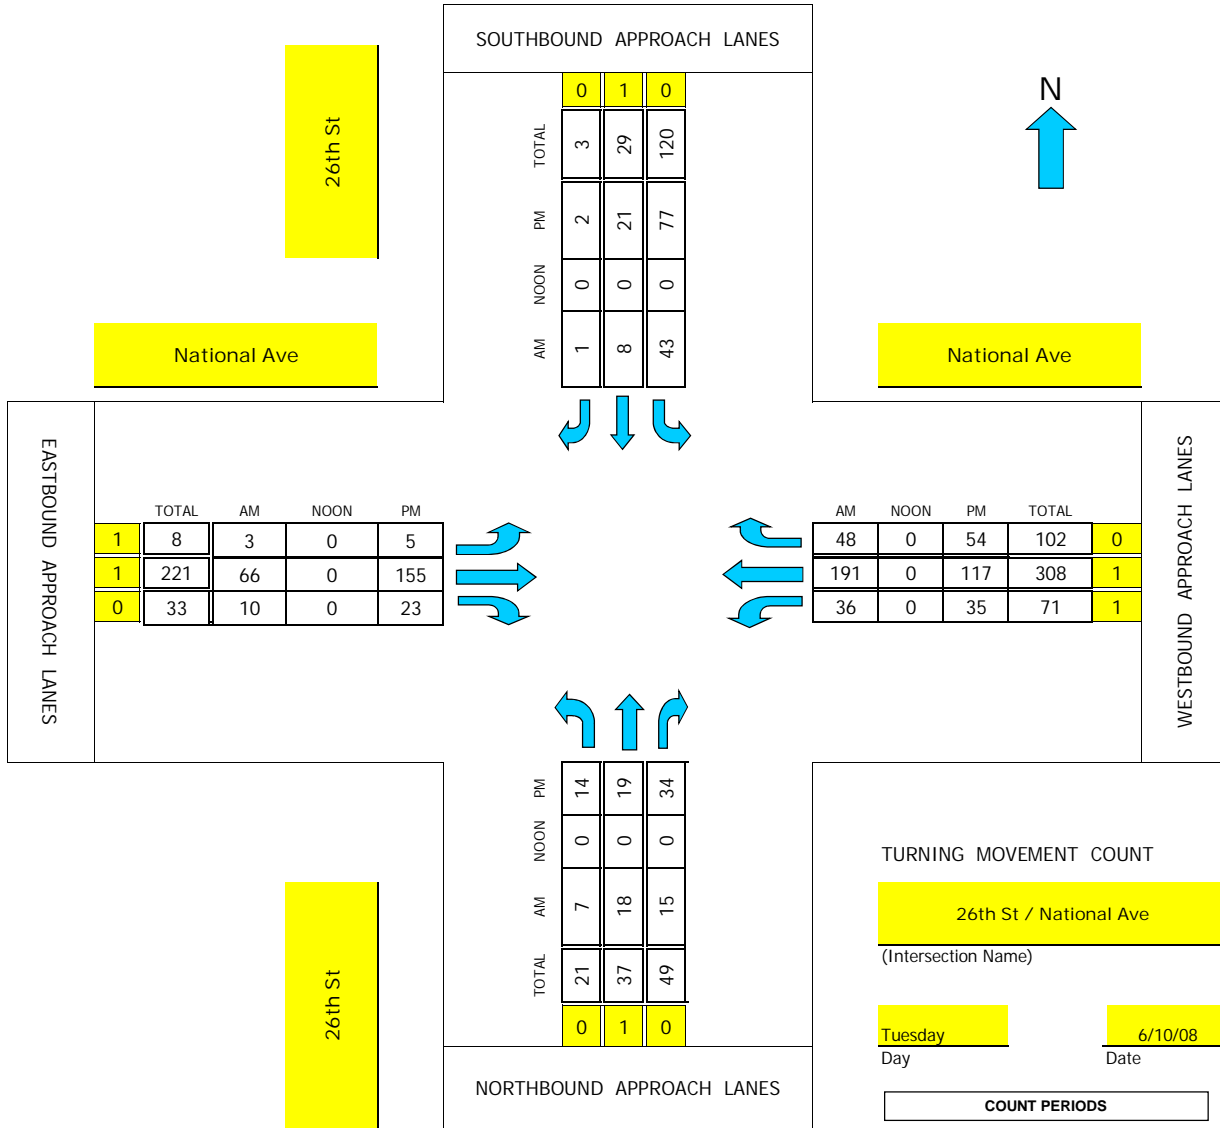 SOUTHBOUND APPROACH LANES
0 1 0
N
26th St
TOTAL 3 29 120
PM 2 21 77
NOON 0 0 0
AM 1 8 43
National Ave
National Ave
EASTBOUND APPROACH LANES
TOTAL AM NOON PM
1 8 3 0 5
1 221 66 0 155
0 33 10 0 23
AM NOON PM TOTAL
48 0 54 102 0
191 0 117 308 1
36 0 35 71 1
WESTBOUND APPROACH LANES
PM 14 19 34
NOON 0 0 0
AM 7 18 15
TOTAL 21 37 49
0 1 0
26th St
NORTHBOUND APPROACH LANES
TURNING MOVEMENT COUNT
26th St / National Ave
(Intersection Name)
Tuesday 6/10/08
Day Date
COUNT PERIODS